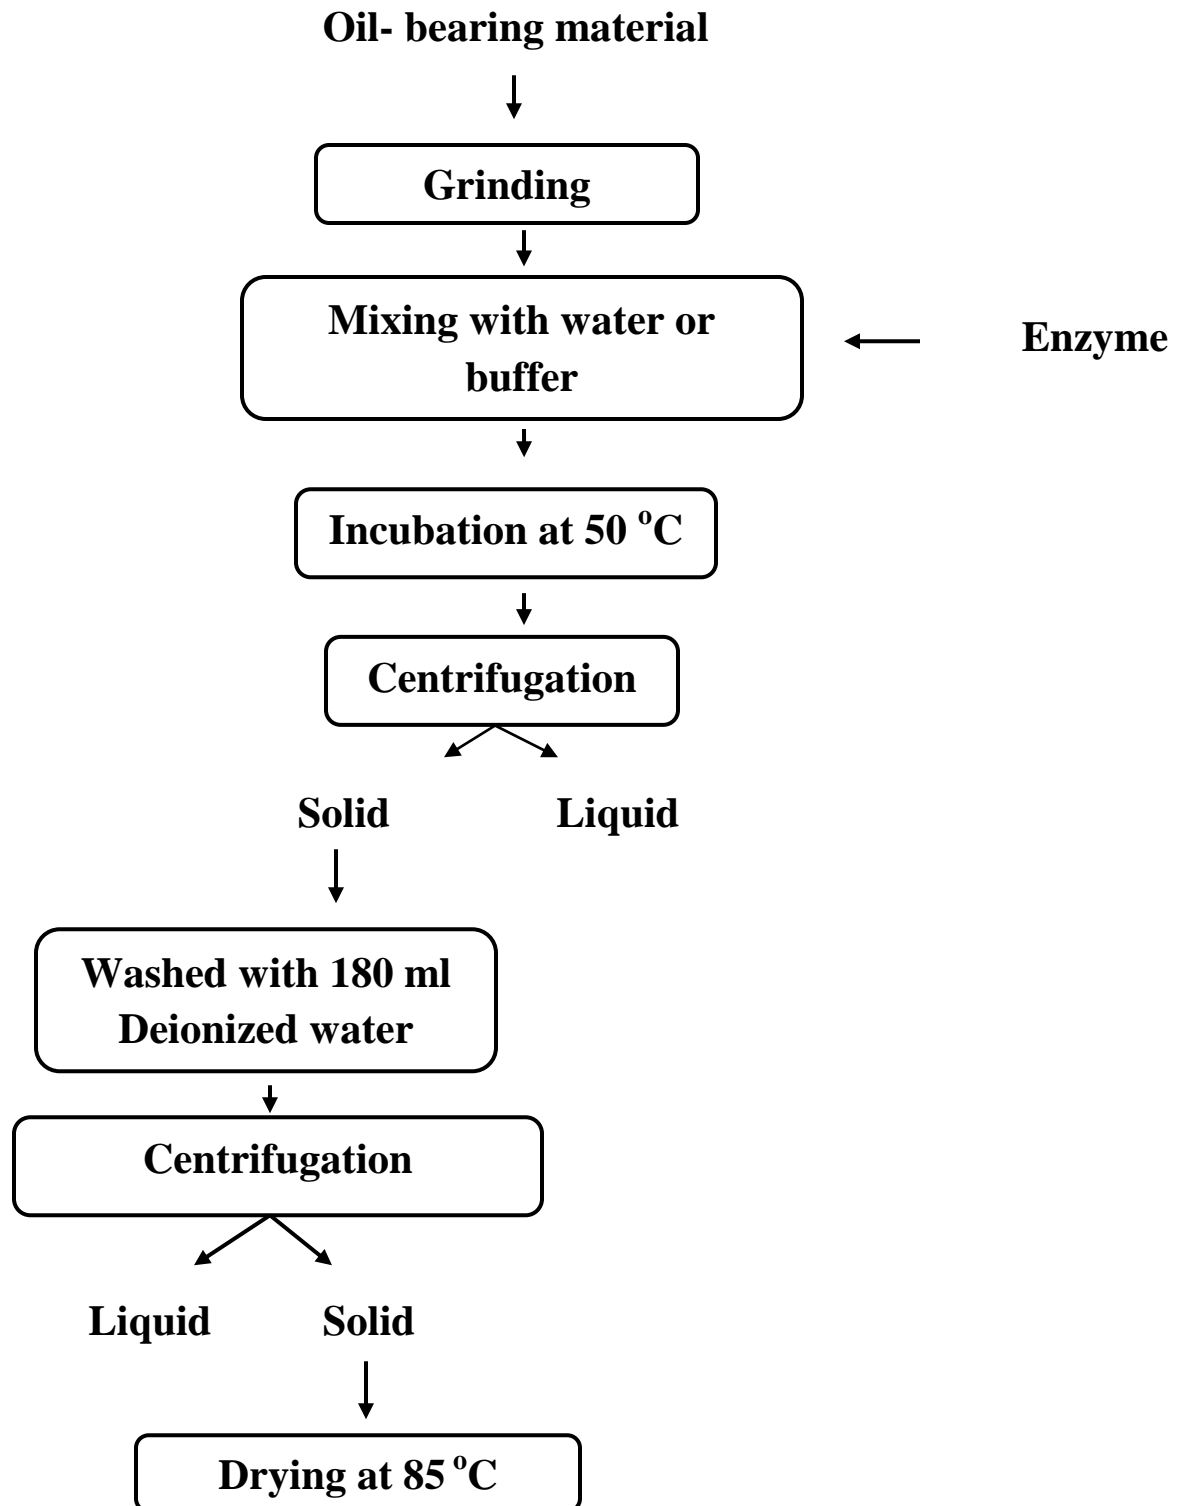 Oil- bearing material
Grinding
Mixing with water or
buffer
Enzyme
Incubation at 50 °C
Centrifugation
Solid
Liquid
Washed with 180 ml
Deionized water
Centrifugation
Liquid
Solid
Drying at 85 °C